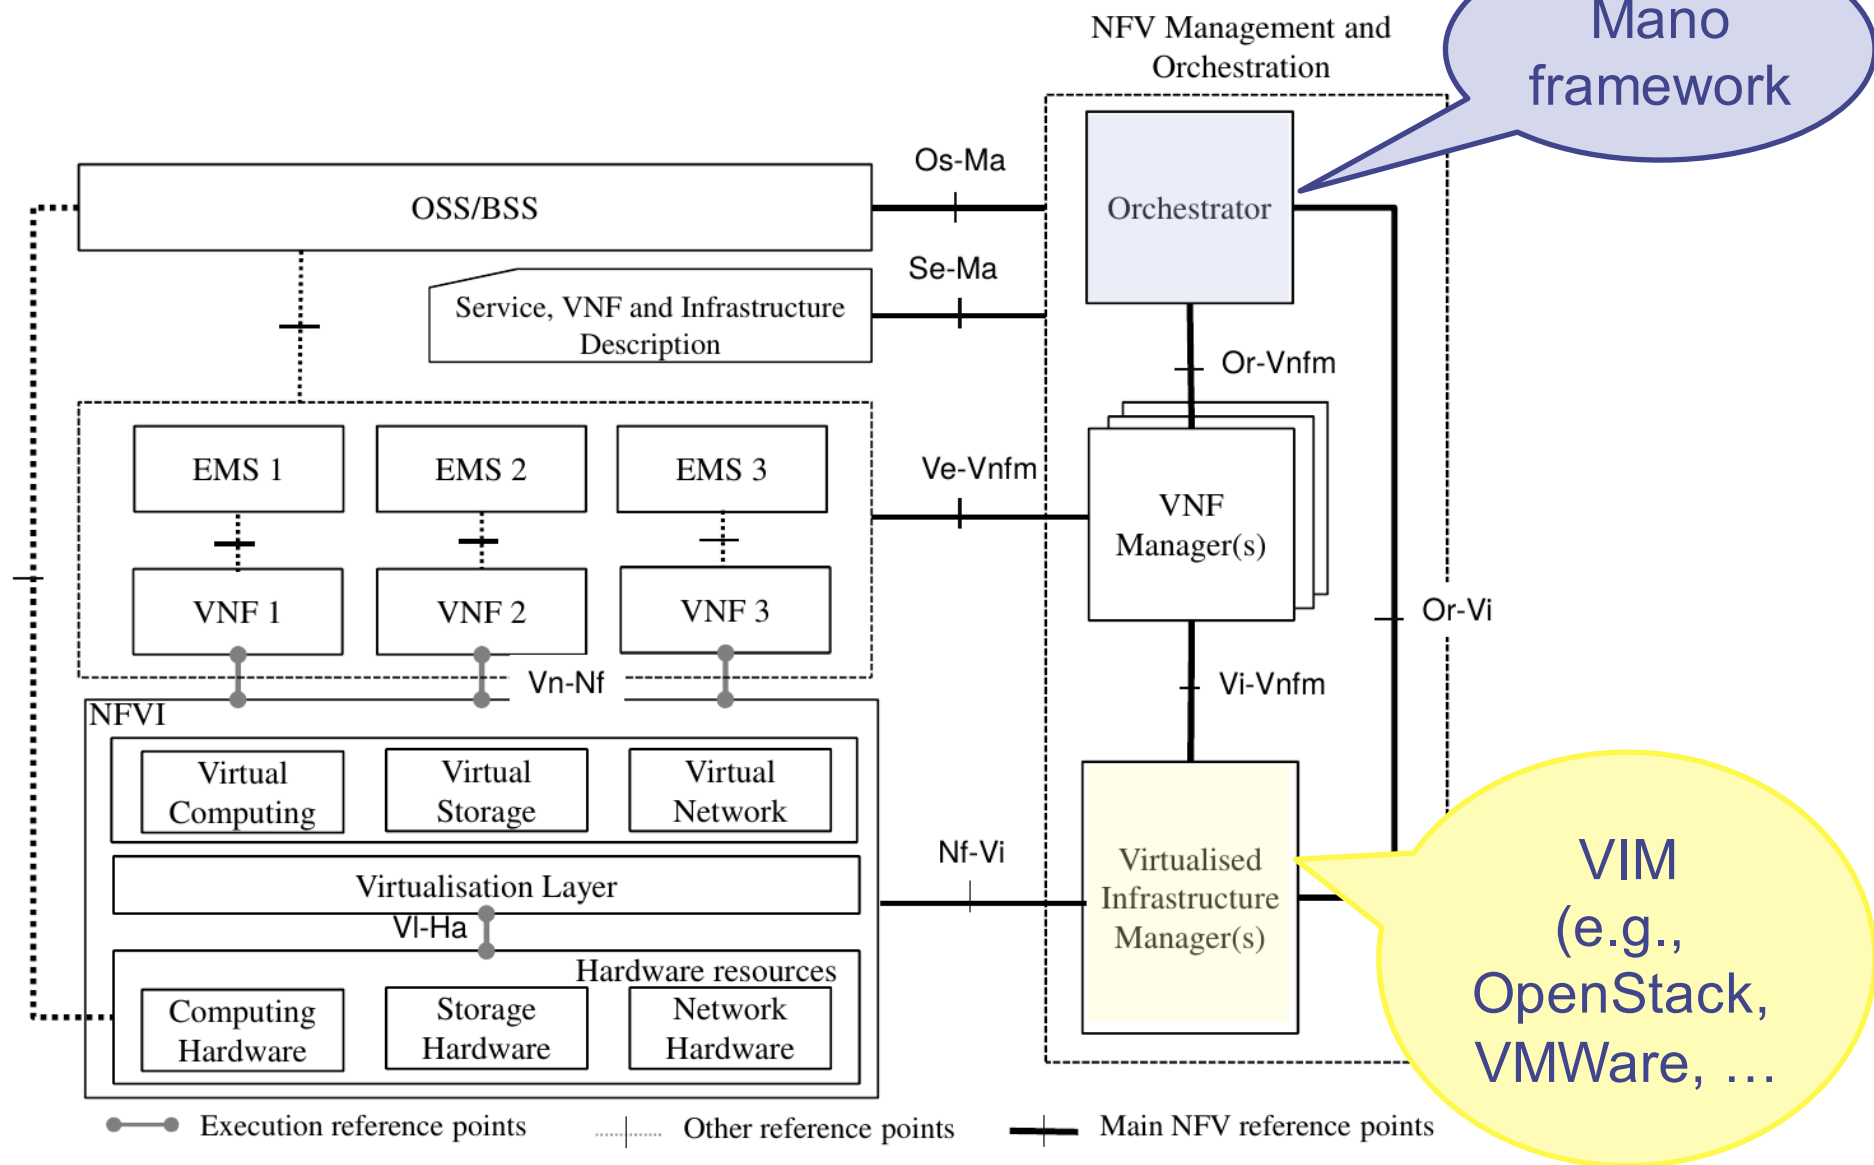 NFV Management and
Orchestration
Mano
framework
Os-Ma
OSS/BSS
Orchestrator
Se-Ma
Service, VNF and Infrastructure
Description
Or-Vnfm
EMS 1
EMS 2
EMS 3
Ve-Vnfm
VNF
Manager(s)
VNF 1
VNF 2
VNF 3
Or-Vi
Vn-Nf
Vi-Vnfm
NFVI
Virtual
Computing
Virtual
Storage
Virtual
Network
Nf-Vi
Virtualised
Infrastructure
Manager(s)
VIM
(e.g.,
OpenStack,
VMWare, …
Virtualisation Layer
Vl-Ha
Hardware resources
Computing
Hardware
Storage
Hardware
Network
Hardware
Execution reference points
Other reference points
Main NFV reference points